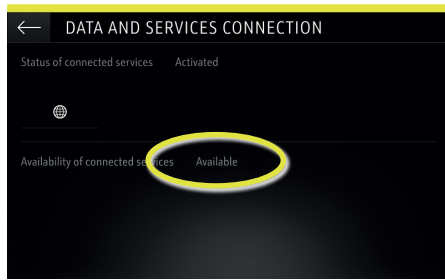 DATA AND SERVICES CONNECTION
Status of connected services Activated
Availability of connected services Available